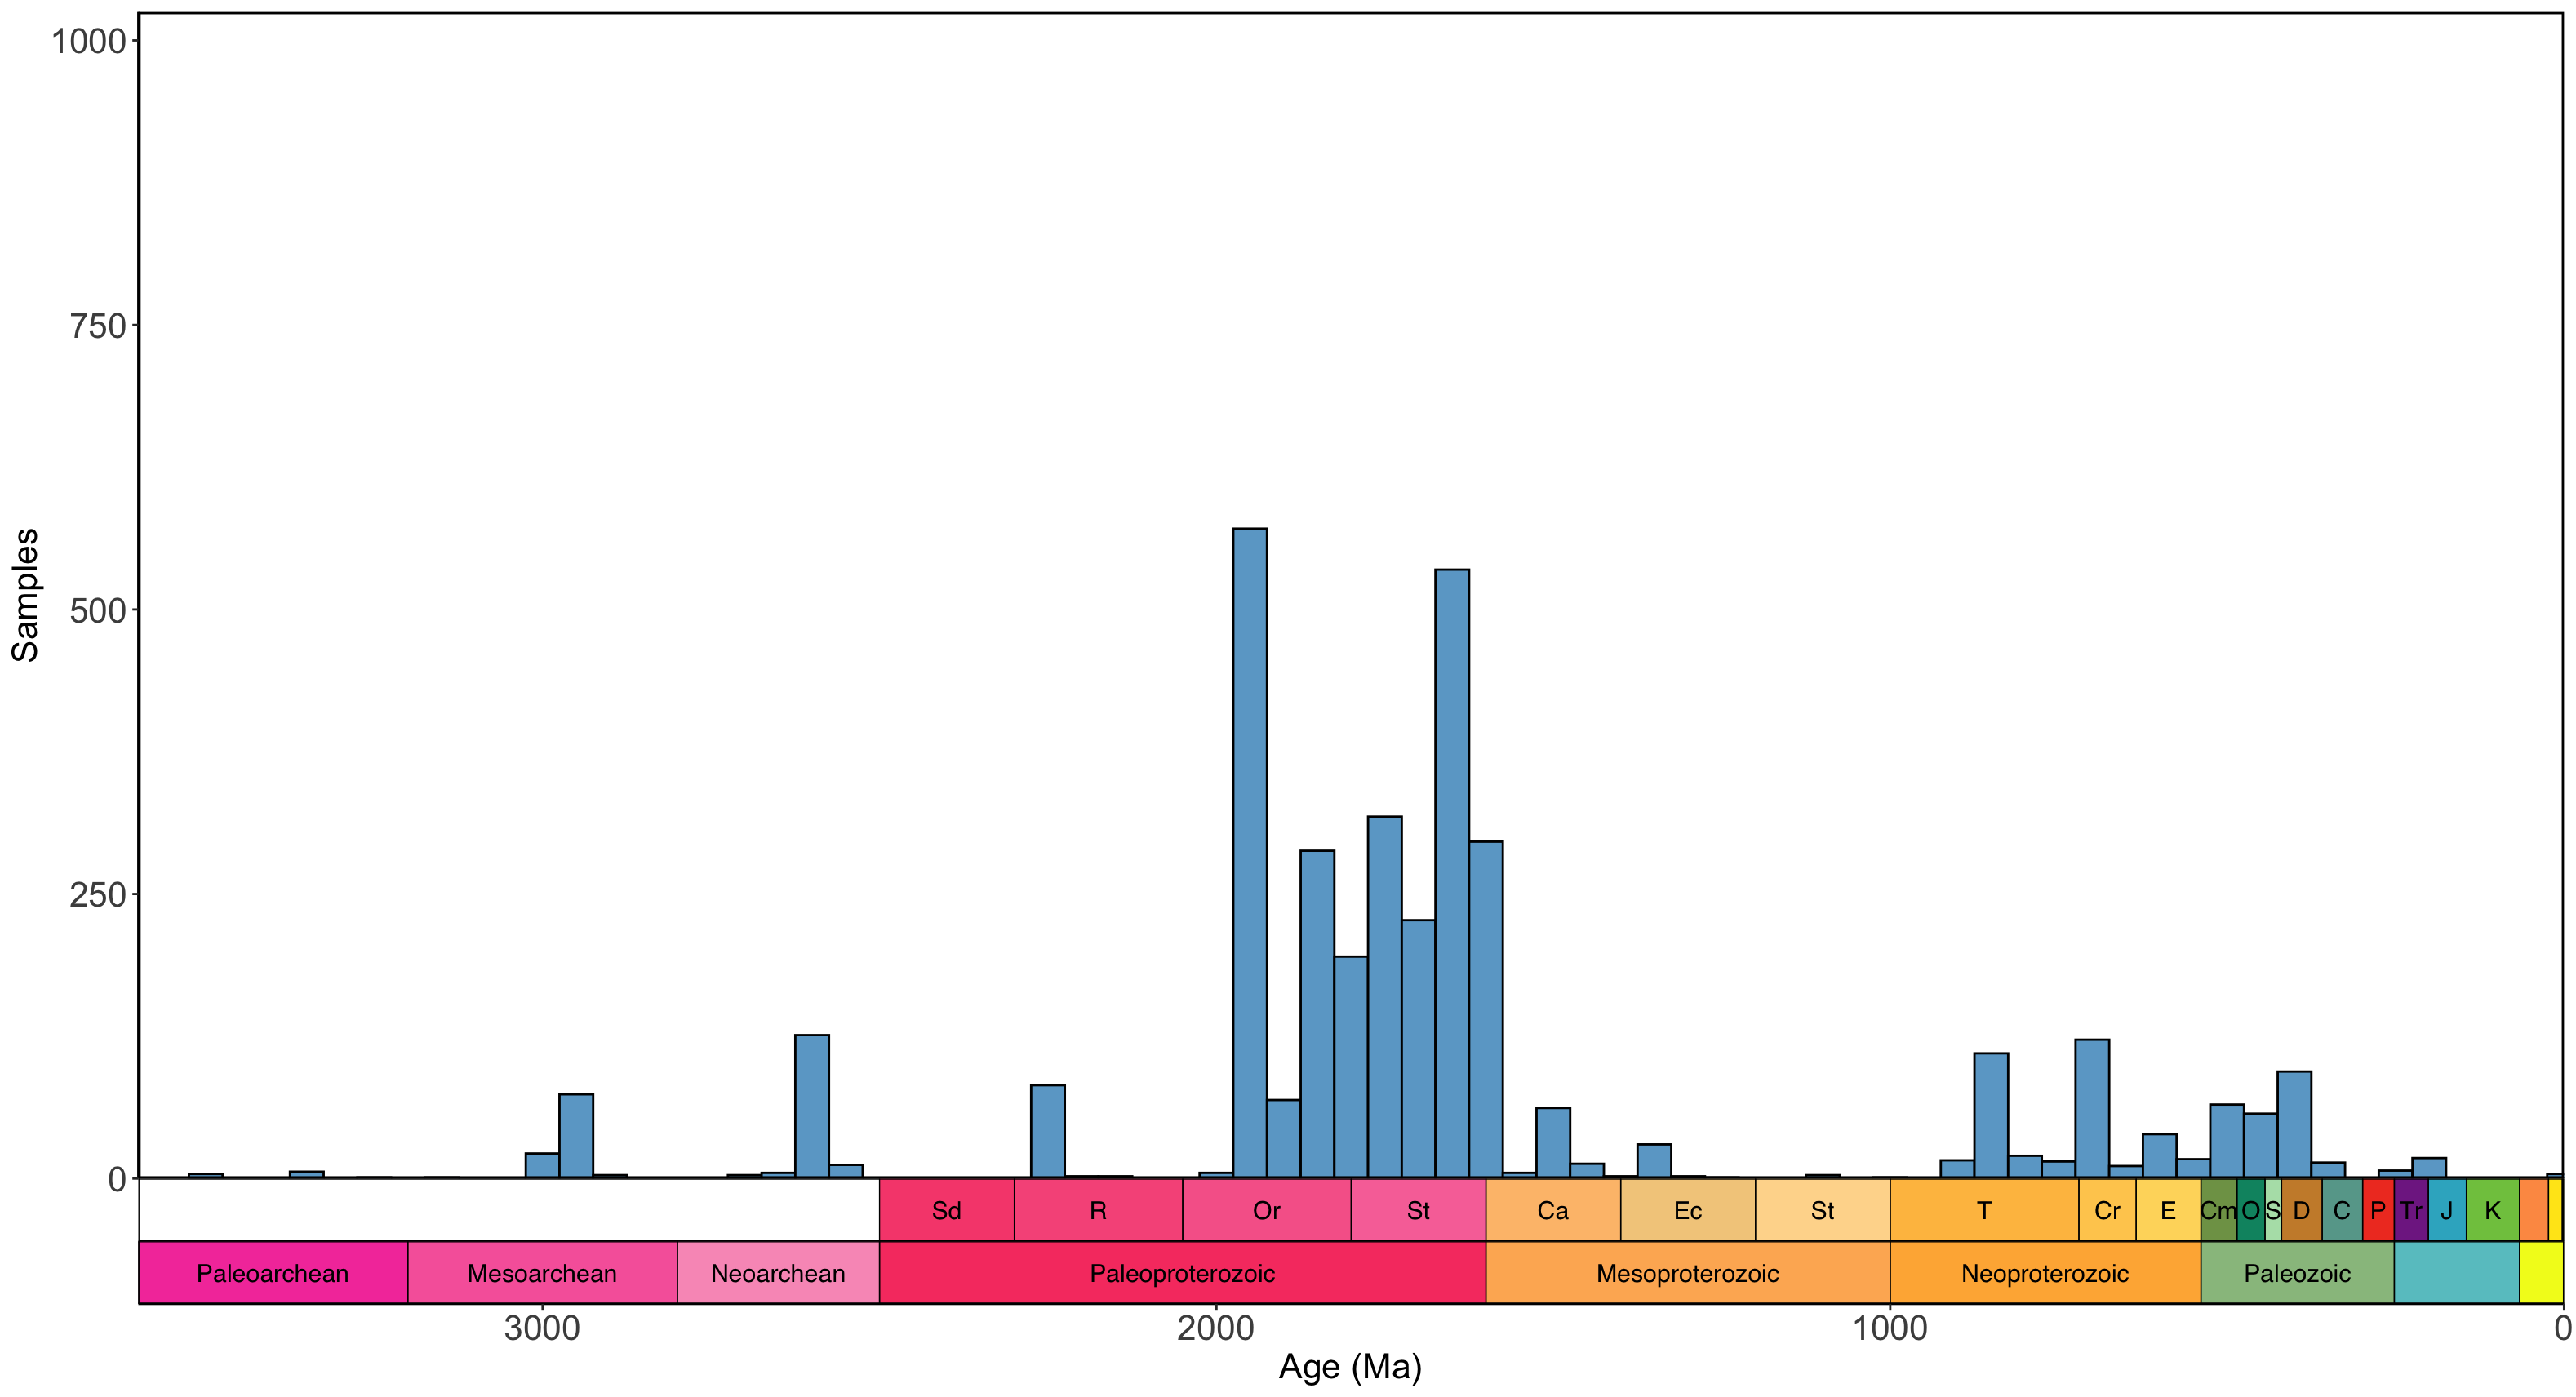 1000
750
500
250
0
Samples
Sd R Or St Ca Ec St T Cr E Cm O S D C P Tr J K
Paleoarchean Mesoarchean Neoarchean Paleoproterozoic Mesoproterozoic Neoproterozoic Paleozoic
3000 2000 1000 0
Age (Ma)